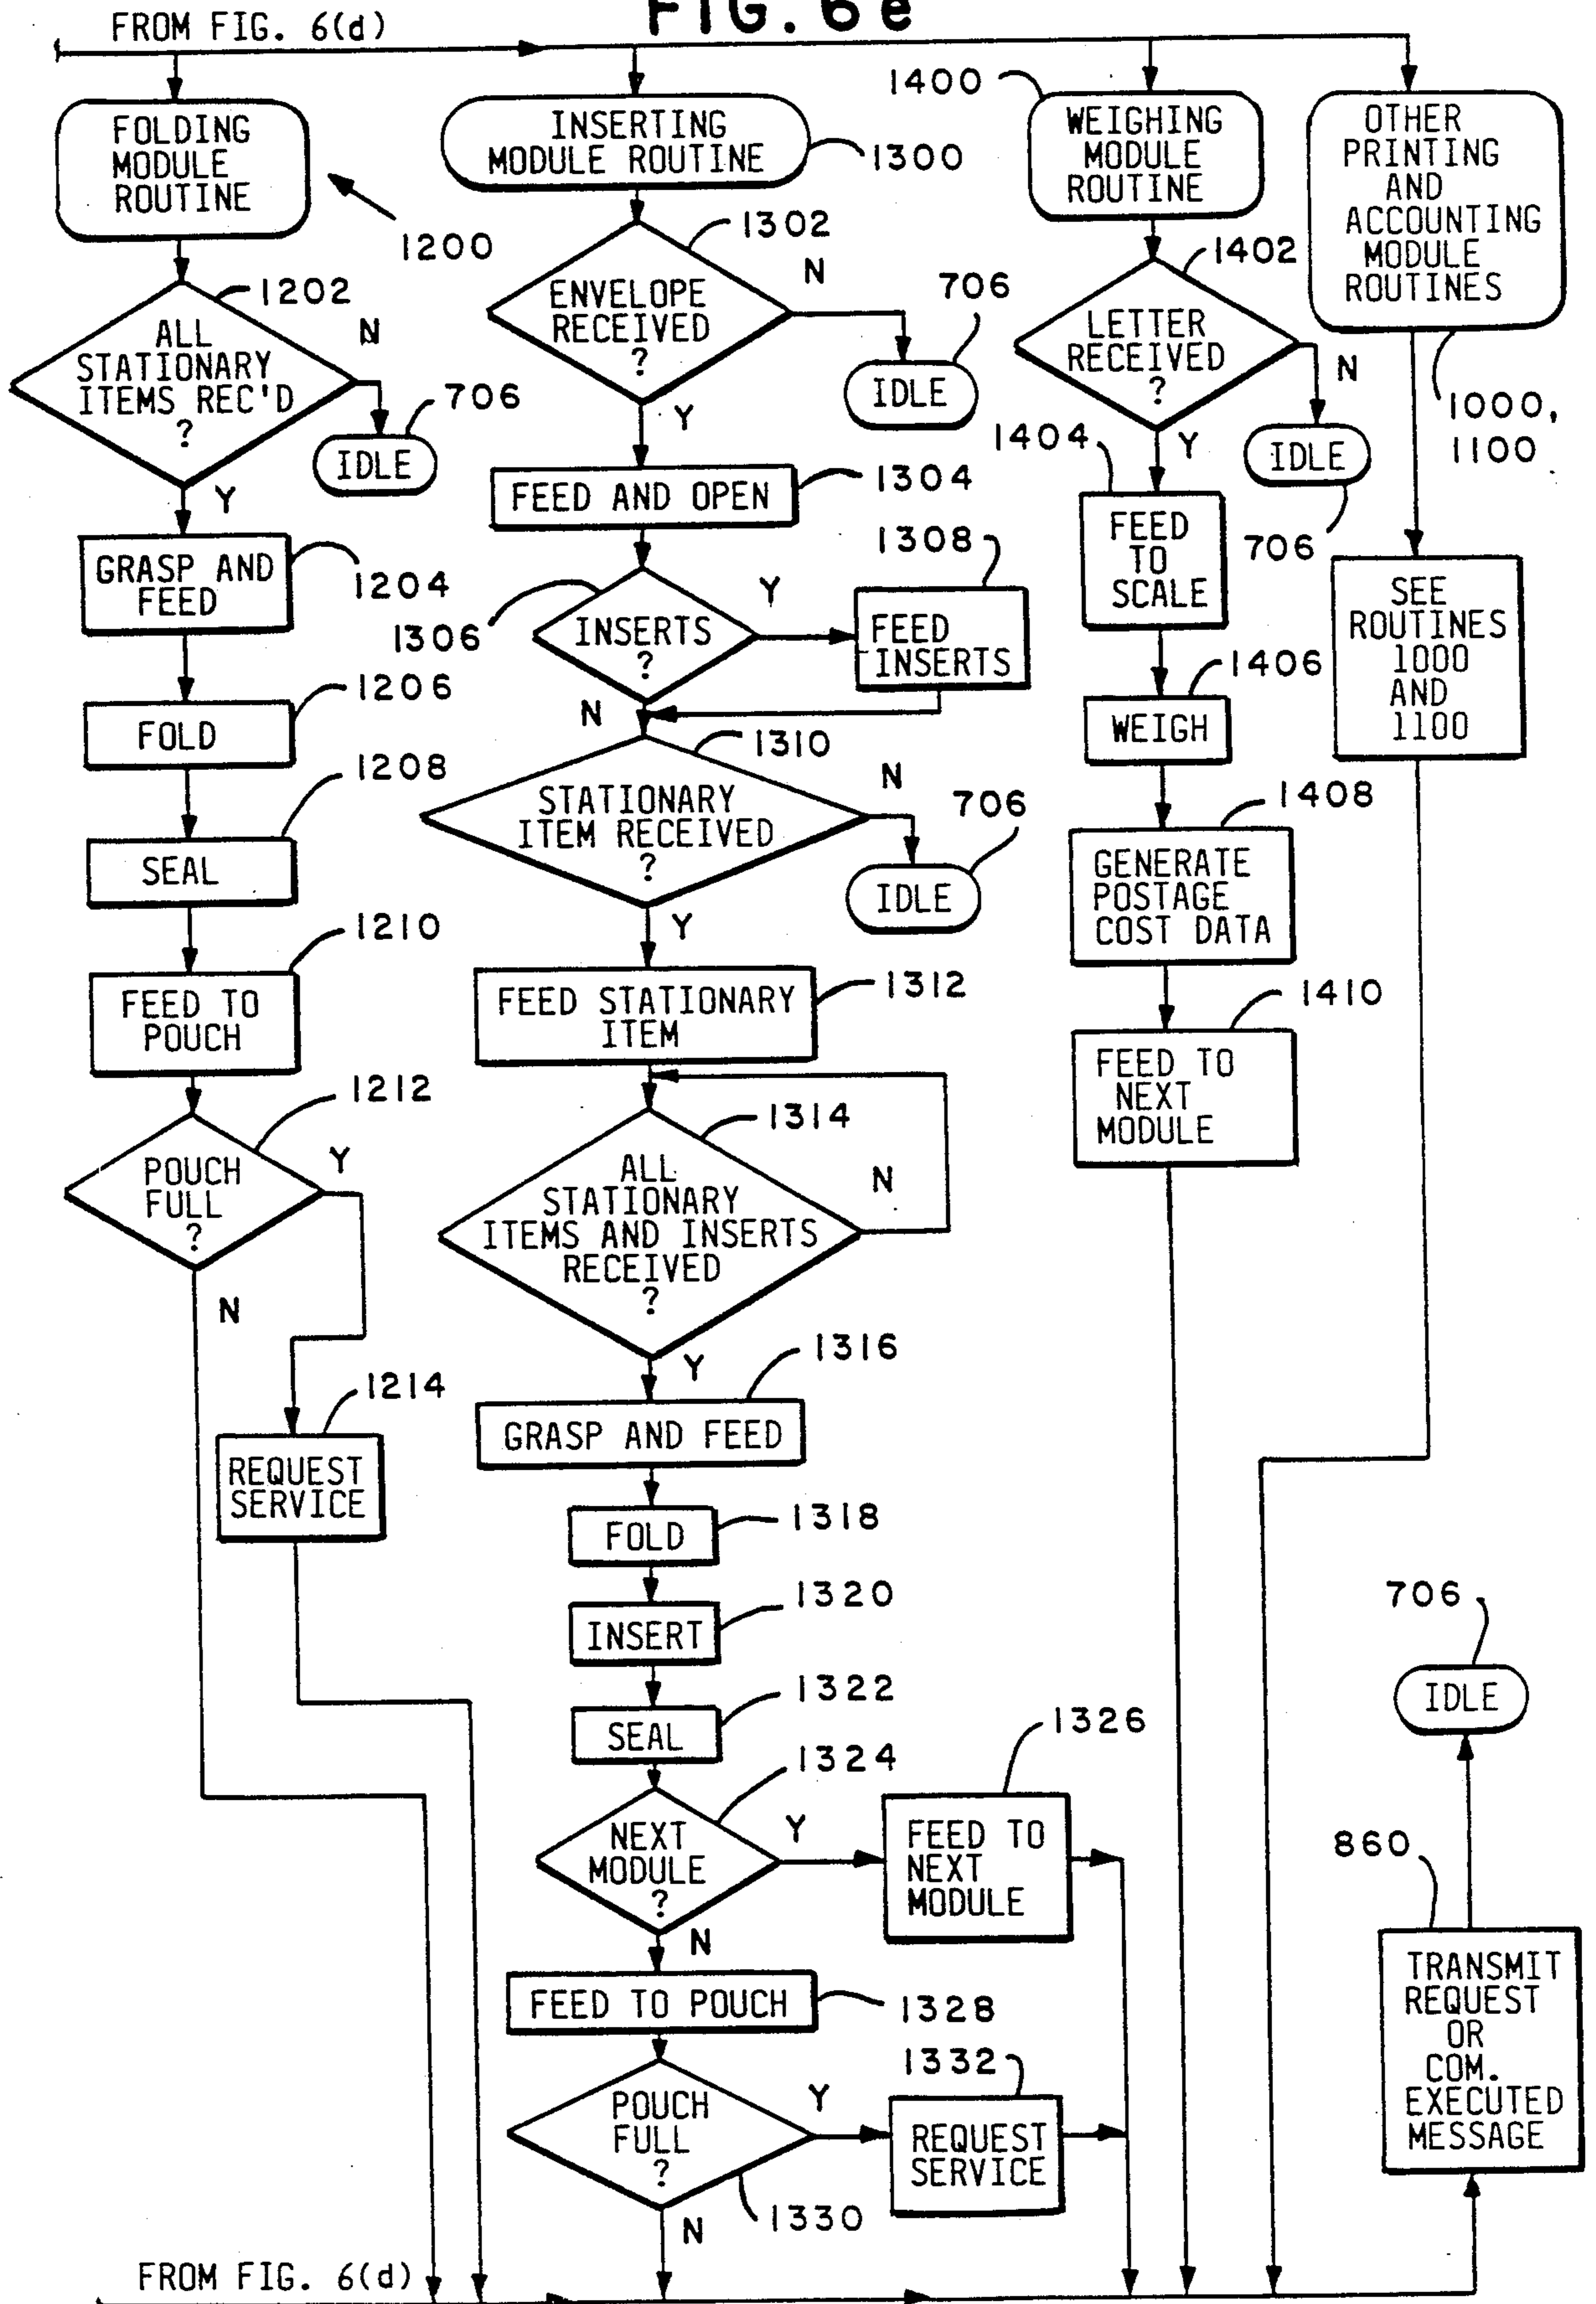 FIG. 6e
FROM FIG. 6(d)
FOLDING
MODULE
ROUTINE
1200
1202
ALL
STATIONARY
ITEMS REC'D
?
N
706
IDLE
Y
GRASP AND
FEED
1204
FOLD
1206
SEAL
1208
FEED TO
POUCH
1210
1212
POUCH
FULL
?
Y
N
1214
REQUEST
SERVICE
INSERTING
MODULE ROUTINE
1300
1302
ENVELOPE
RECEIVED
?
N
706
IDLE
Y
FEED AND OPEN
1304
1306
INSERTS
?
Y
1308
FEED
INSERTS
N
1310
STATIONARY
ITEM RECEIVED
?
N
706
IDLE
Y
FEED STATIONARY
ITEM
1312
1314
ALL
STATIONARY
ITEMS AND INSERTS
RECEIVED
?
N
Y
1316
GRASP AND FEED
FOLD
1318
INSERT
1320
SEAL
1322
1324
NEXT
MODULE
?
Y
1326
FEED TO
NEXT
MODULE
N
FEED TO POUCH
1328
POUCH
FULL
?
1330
Y
1332
REQUEST
SERVICE
N
1400
WEIGHING
MODULE
ROUTINE
1402
LETTER
RECEIVED
?
N
IDLE
706
Y
1404
FEED
TO
SCALE
1406
WEIGH
1408
GENERATE
POSTAGE
COST DATA
1410
FEED TO
NEXT
MODULE
OTHER
PRINTING
AND
ACCOUNTING
MODULE
ROUTINES
1000,
1100
SEE
ROUTINES
1000
AND
1100
706
IDLE
860
TRANSMIT
REQUEST
OR
COM.
EXECUTED
MESSAGE
FROM FIG. 6(d)